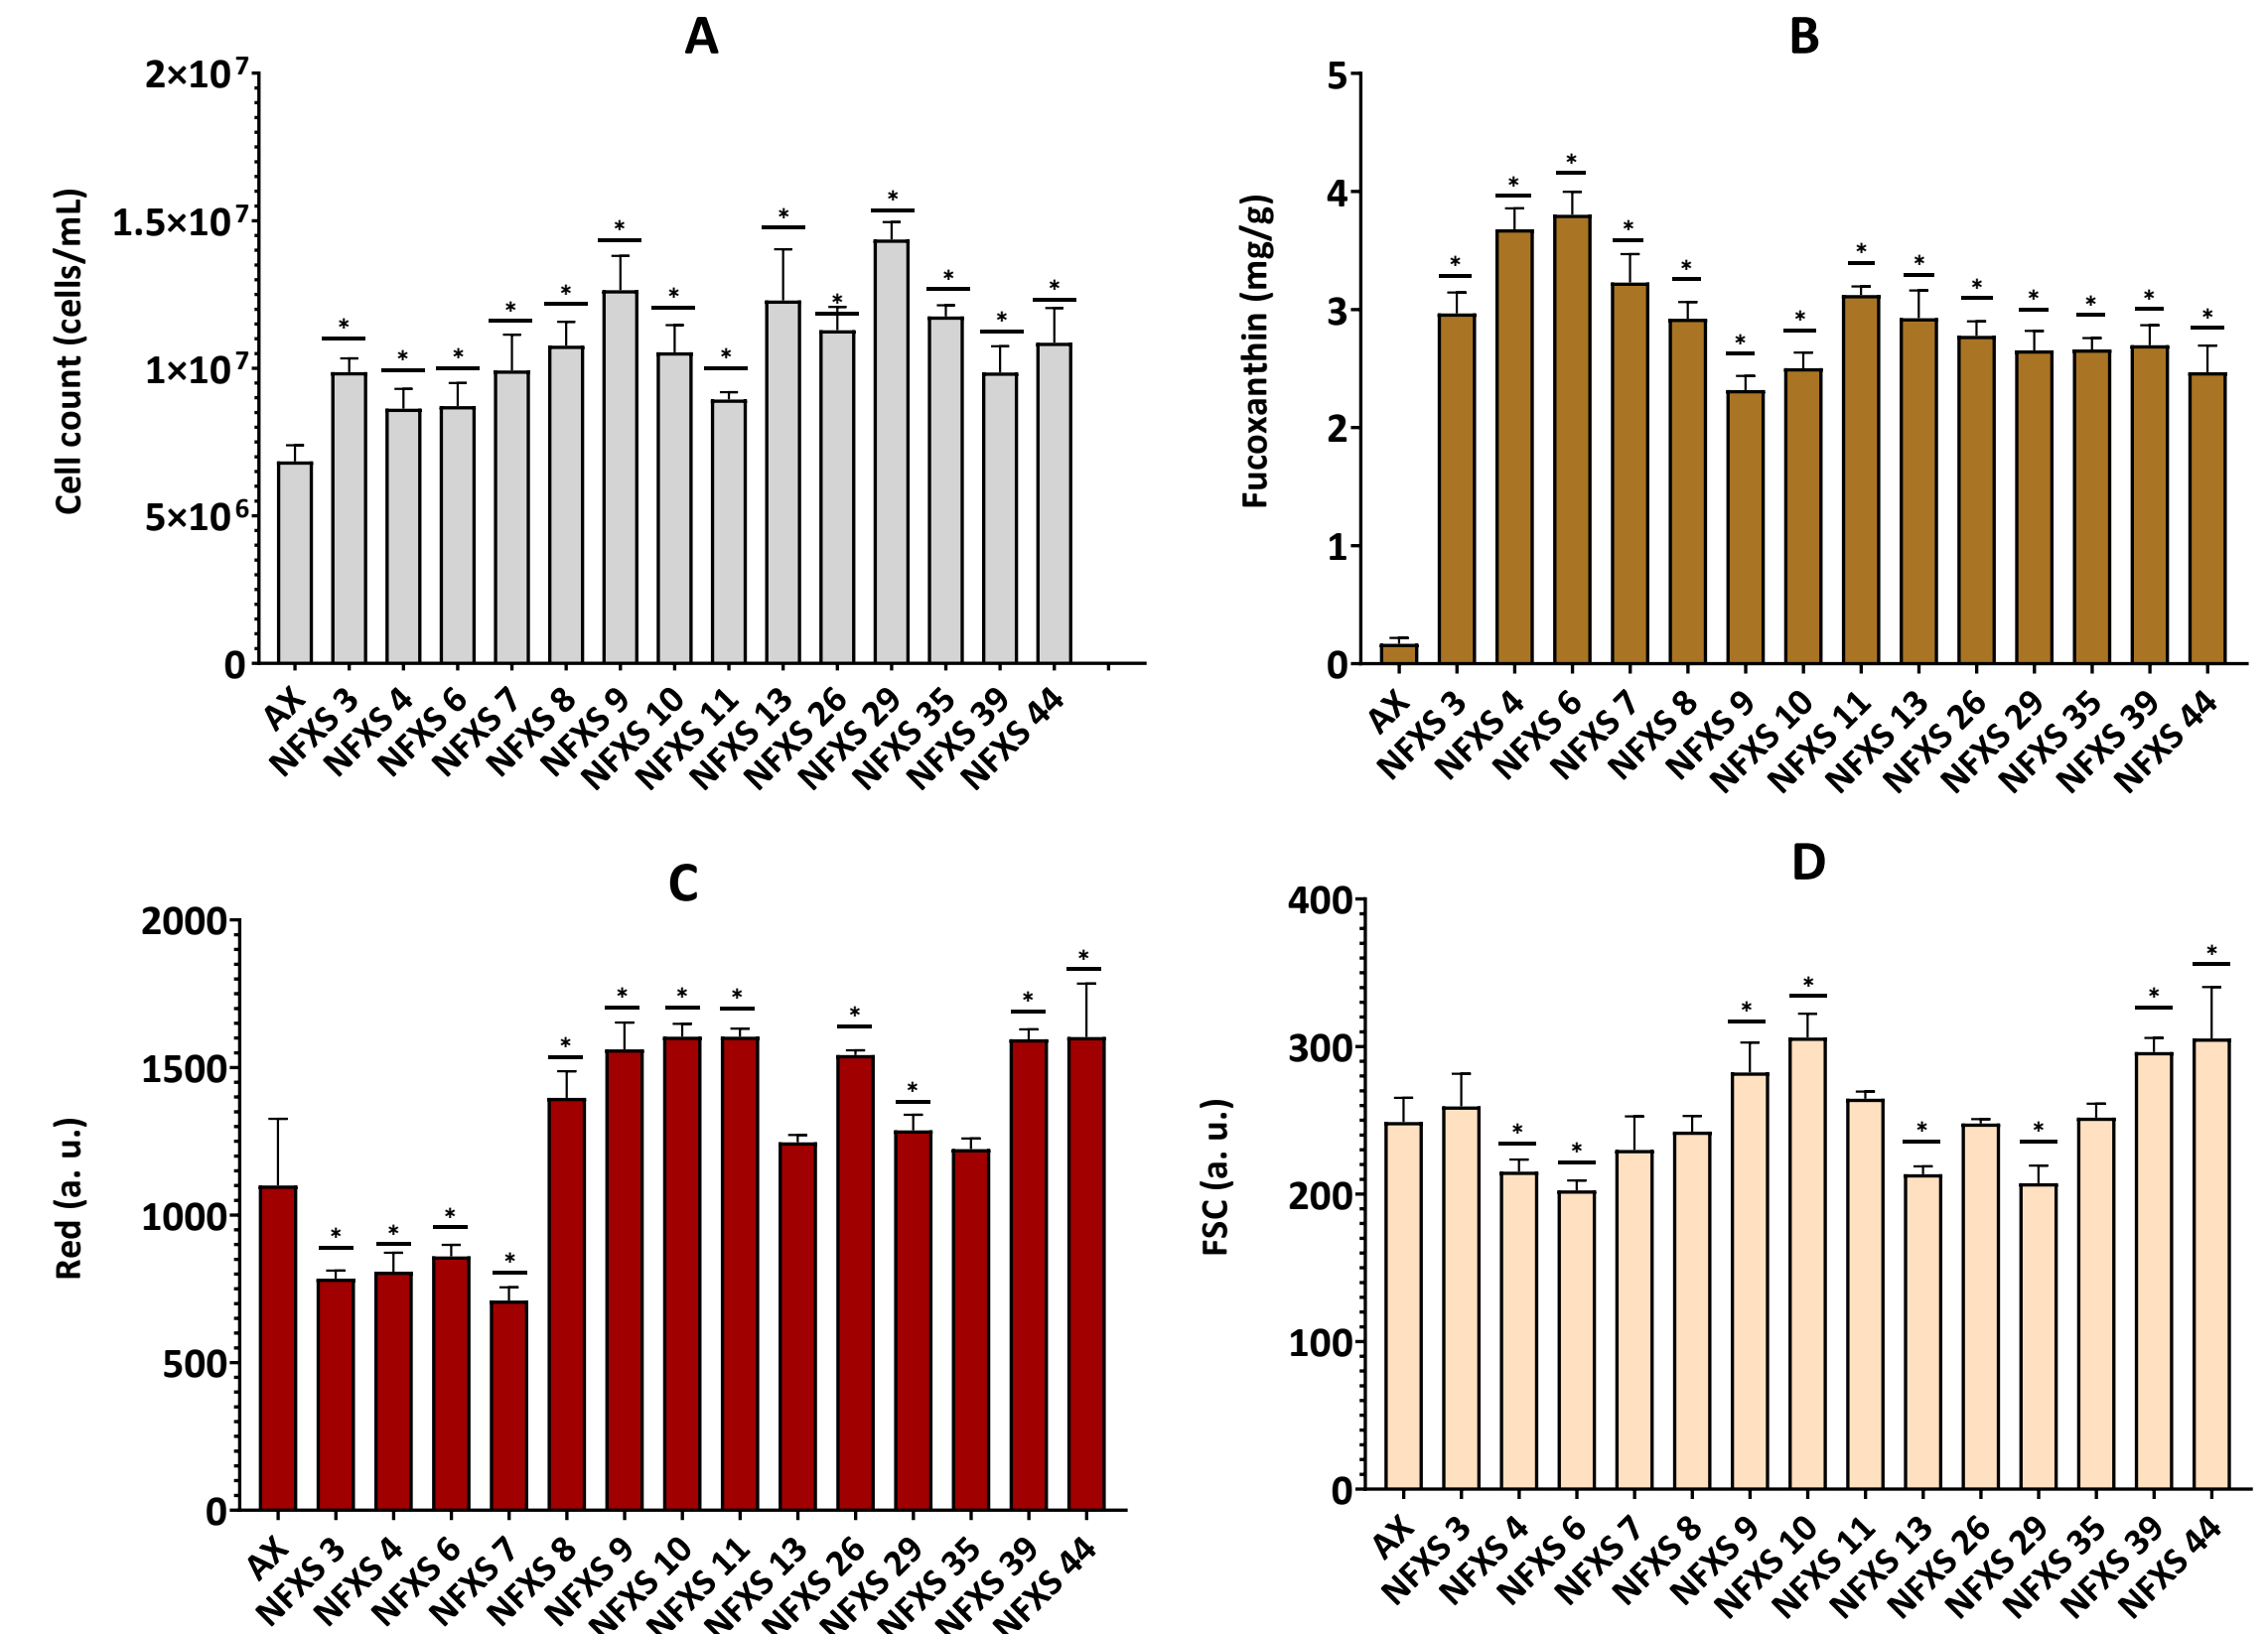 A
Cell count (cells/mL)
2×10⁷
1.5×10⁷
1×10⁷
5×10⁶
0
* * * * * * * * * * * * * *
AX NFXS 3 NFXS 4 NFXS 6 NFXS 7 NFXS 8 NFXS 9 NFXS 10 NFXS 11 NFXS 13 NFXS 26 NFXS 29 NFXS 35 NFXS 39 NFXS 44
B
Fucoxanthin (mg/g)
5
4
3
2
1
0
* * * * * * * * * * * * * *
AX NFXS 3 NFXS 4 NFXS 6 NFXS 7 NFXS 8 NFXS 9 NFXS 10 NFXS 11 NFXS 13 NFXS 26 NFXS 29 NFXS 35 NFXS 39 NFXS 44
C
Red (a. u.)
2000
1500
1000
500
0
* * * * * * * * * * * *
AX NFXS 3 NFXS 4 NFXS 6 NFXS 7 NFXS 8 NFXS 9 NFXS 10 NFXS 11 NFXS 13 NFXS 26 NFXS 29 NFXS 35 NFXS 39 NFXS 44
D
FSC (a. u.)
400
300
200
100
0
* * * * * * * *
AX NFXS 3 NFXS 4 NFXS 6 NFXS 7 NFXS 8 NFXS 9 NFXS 10 NFXS 11 NFXS 13 NFXS 26 NFXS 29 NFXS 35 NFXS 39 NFXS 44